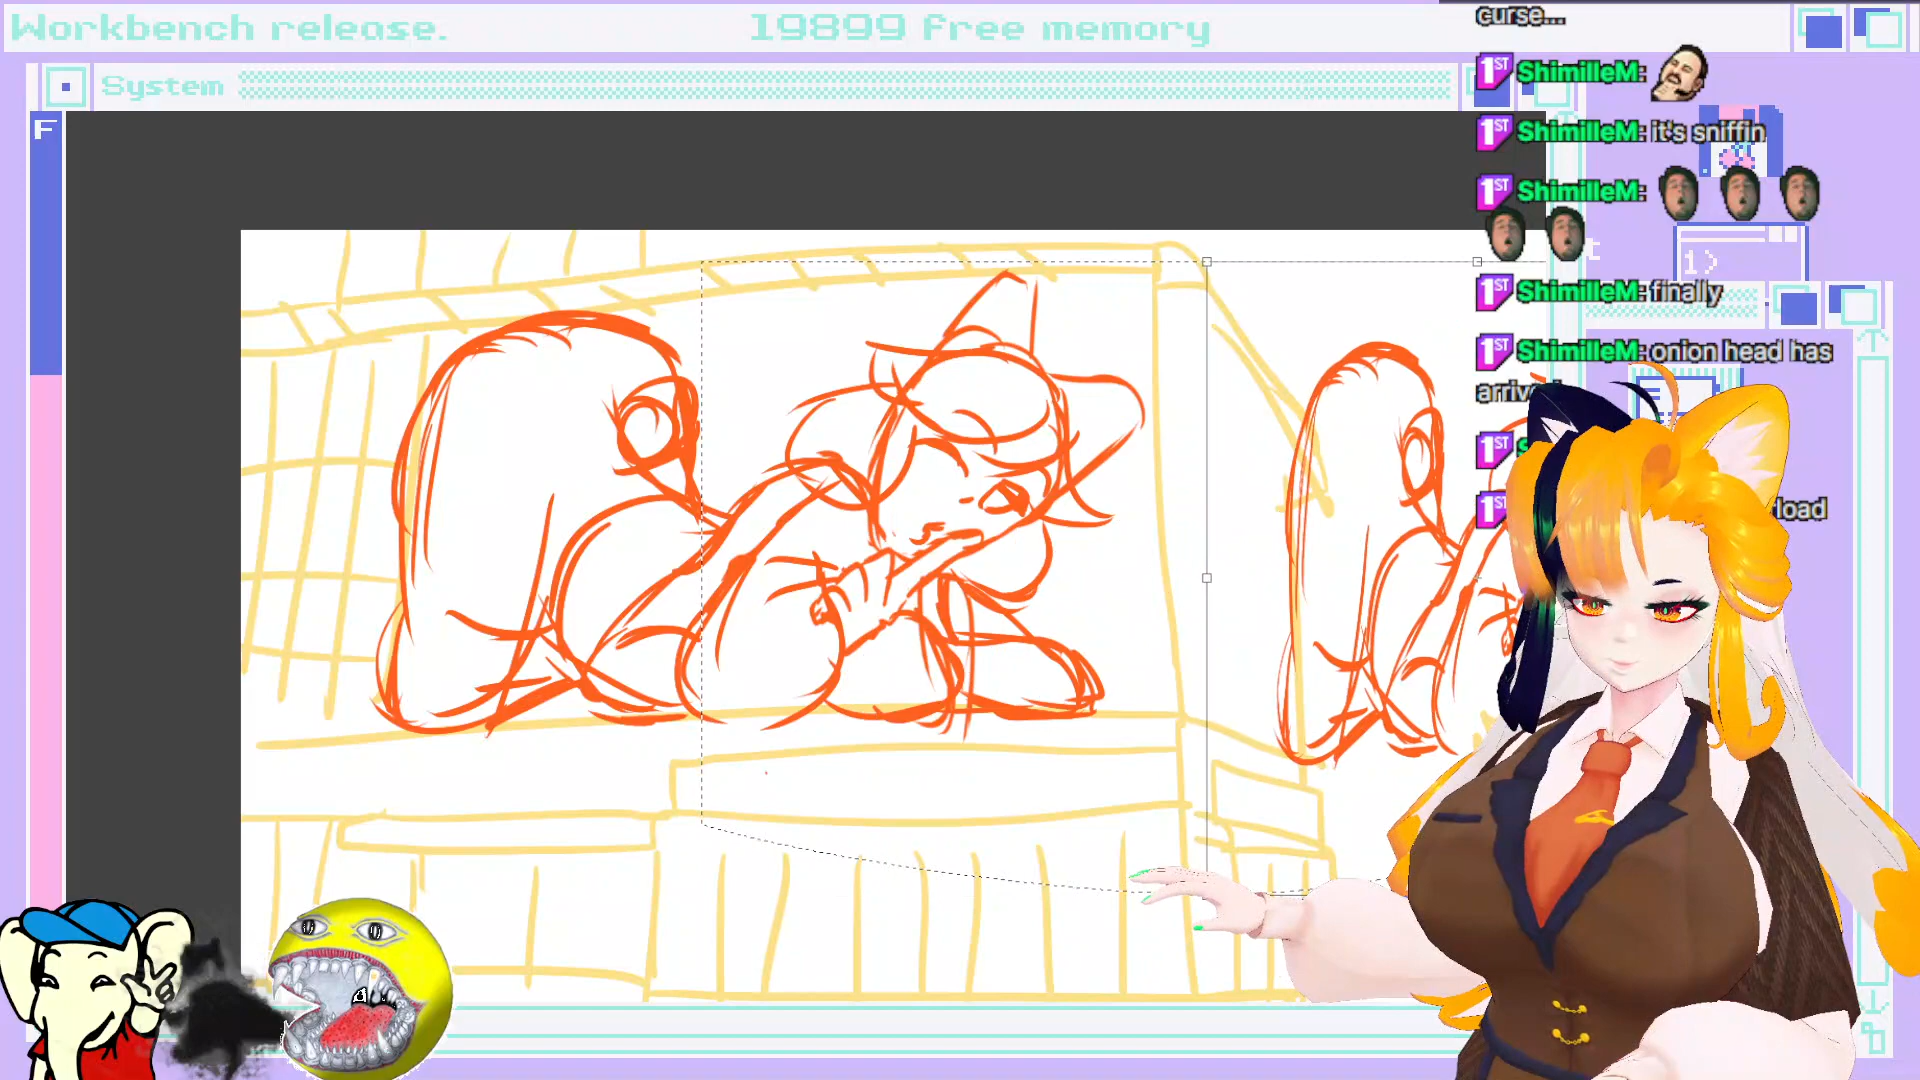 Workbench release.
19899 free memory
System
F
curse...
1ST ShimilleM:
1ST ShimilleM: it's sniffin
1ST ShimilleM:
1>
1ST ShimilleM: finally
1ST ShimilleM: onion head has
1ST
1ST